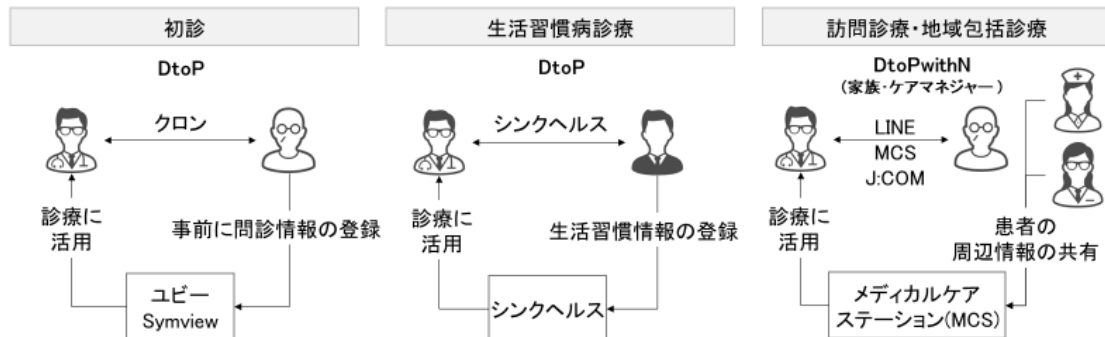 初診
DtoP
クロン
診療に
活用
事前に問診情報の登録
ユビー
Symview
生活習慣病診療
DtoP
シンクヘルス
診療に
活用
生活習慣情報の登録
シンクヘルス
訪問診療・地域包括診療
DtoPwithN
(家族・ケアマネジャー)
LINE
MCS
J:COM
診療に
活用
患者の
周辺情報の共有
メディカルケア
ステーション(MCS)